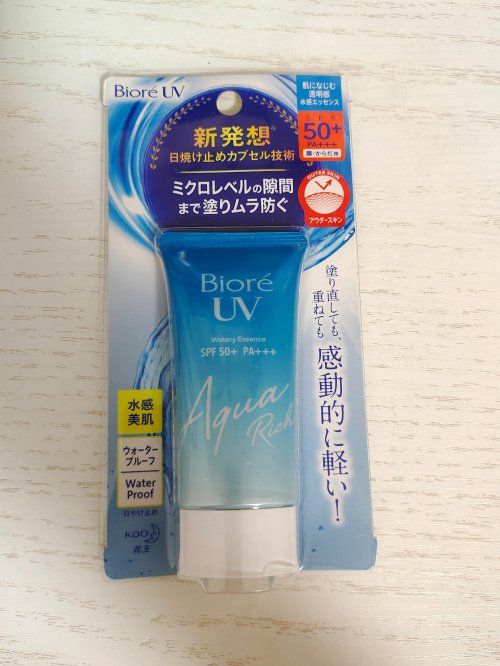 Bioré UV
肌になじむ
透明感
水感エッセンス
新発想
日焼け止めカプセル技術
SPF
50+
PA+++
顔・からだ用
ミクロレベルの隙間
まで塗りムラ防ぐ
OUTER SKIN
アウタースキン
Bioré
UV
Watery Essence
SPF 50+ PA+++
Aqua
Rich
塗り直しても、
重ねても
感動的に軽い!
水感
美肌
ウォーター
プルーフ
Water
Proof
日やけ止め
Kao
花王